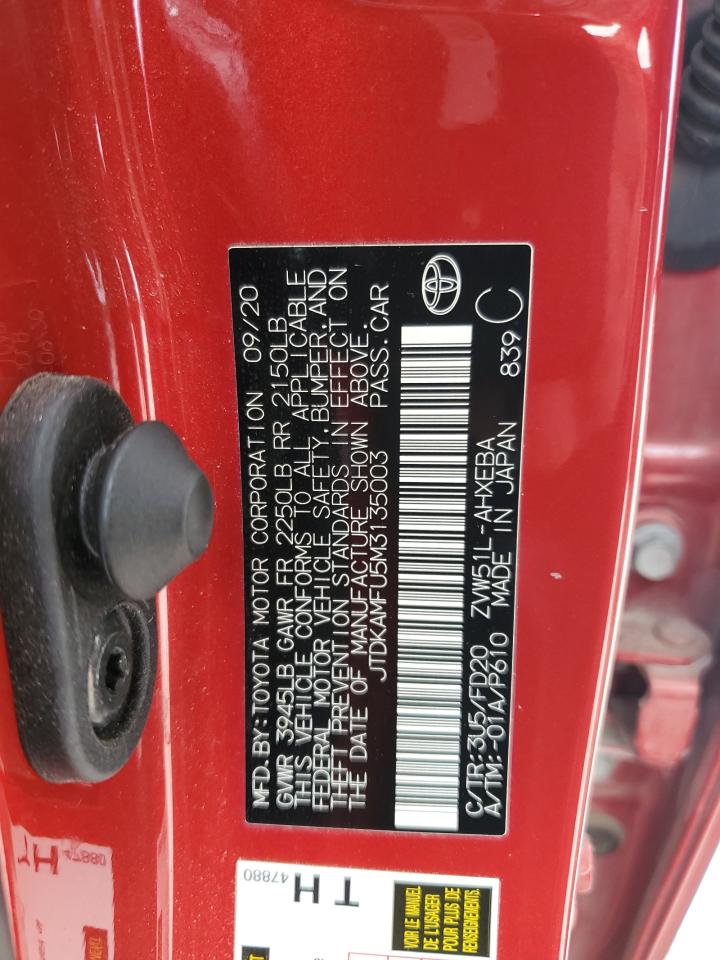 MFD.BY:TOYOTA MOTOR CORPORATION 09/20
GVWR 3945LB GAWR FR 2250LB RR 2150LB
THIS VEHICLE CONFORMS TO ALL APPLICABLE
FEDERAL MOTOR VEHICLE SAFETY,BUMPER,AND
THEFT PREVENTION STANDARDS IN EFFECT ON
THE DATE OF MANUFACTURE SHOWN ABOVE.
JTDKAMFU5M3135003 PASS.CAR
C/TR:3U5/FD20 ZVW51L-AHXEBA 839
A/TM:-01A/P610 MADE IN JAPAN C
TH
47880
VOIR LE MANUEL
DE L'USAGER
POUR PLUS DE
RENSEIGNEMENTS.